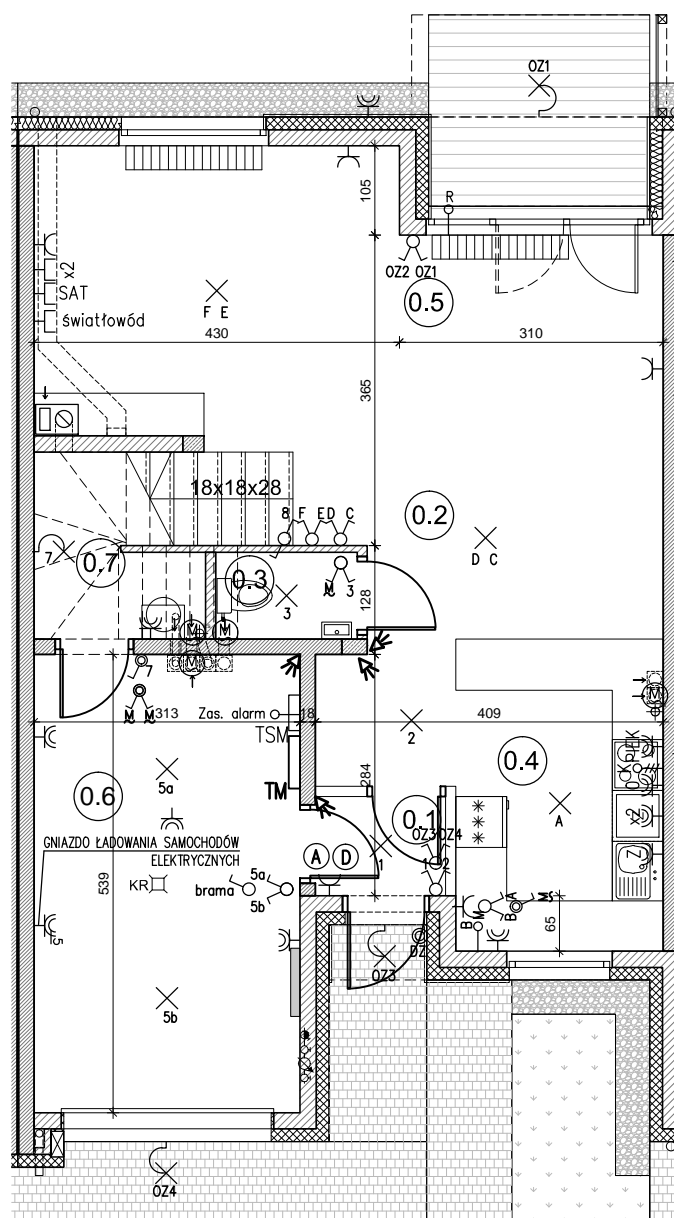 OZ1
105
R
OZ2 OZ1
x2
SAT
światłowód
F E
0.5
430
310
365
18x18x28
8 F ED C
0.2
D C
7
0.7
0.3
M 3
3
128
M M
M
7
M M
313
Zas. alarm
18
409
TSM
2
M
0.4
284
TM
0.6
5a
A
0.1
OZ3 OZ4
GNIAZDO ŁADOWANIA SAMOCHODÓW
ELEKTRYCZNYCH
A D
1
1 2
539
KR
brama
5a
5b
x2
Z
B M
A
B
M
65
5
DZ
OZ3
5b
OZ4